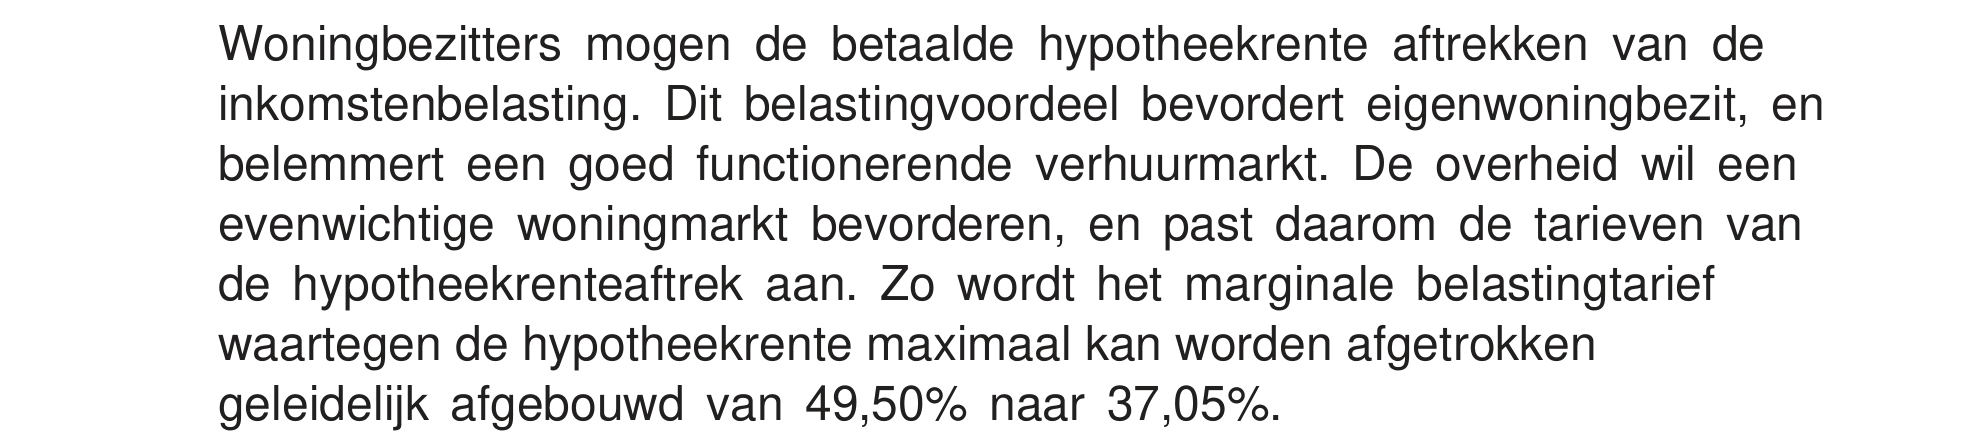 Woningbezitters mogen de betaalde hypotheekrente aftrekken van de
inkomstenbelasting. Dit belastingvoordeel bevordert eigenwoningbezit, en
belemmert een goed functionerende verhuurmarkt. De overheid wil een
evenwichtige woningmarkt bevorderen, en past daarom de tarieven van
de hypotheekrenteaftrek aan. Zo wordt het marginale belastingtarief
waartegen de hypotheekrente maximaal kan worden afgetrokken
geleidelijk afgebouwd van 49,50% naar 37,05%.